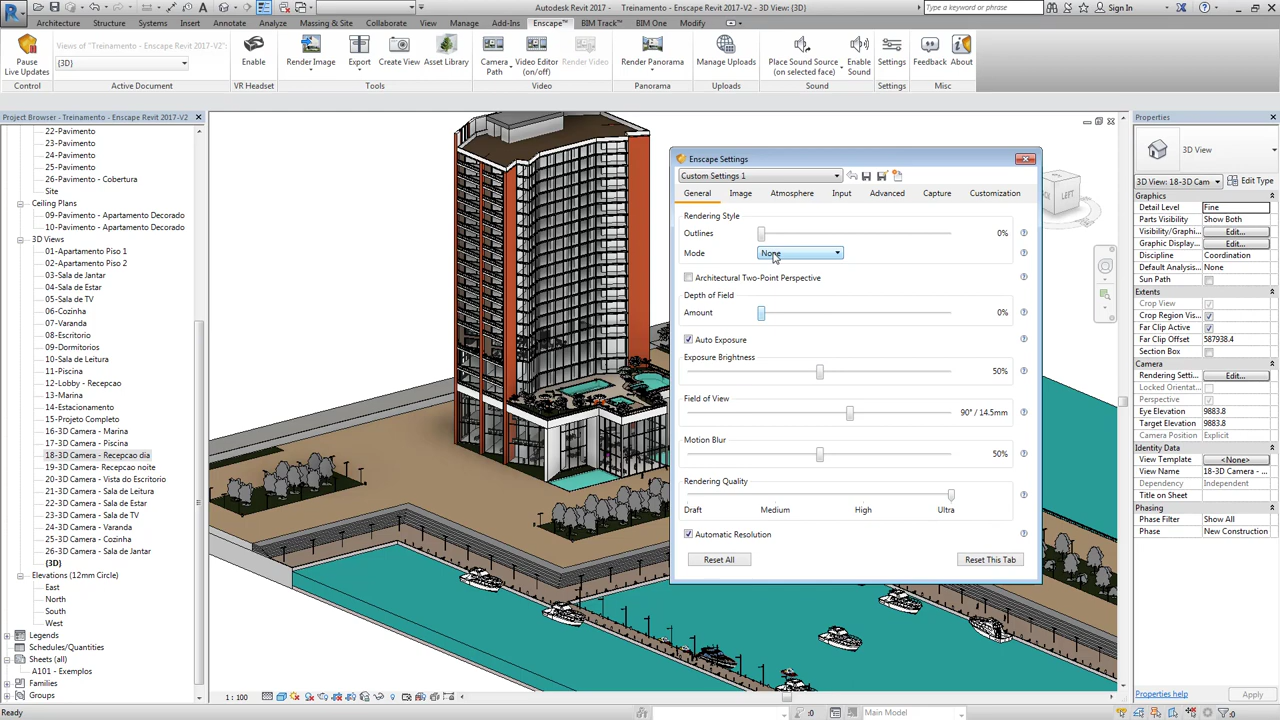 Autodesk Revit 2017 - Treinamento - Enscape Revit 2017-V2 - 3D View: {3D}
Type a keyword or phrase
Sign In
Architecture Structure Systems Insert Annotate Analyze Massing & Site Collaborate View Manage Add-Ins Enscape™ BIM Track™ BIM One Modify
Pause Live Updates
Views of "Treinamento - Enscape Revit 2017-V2":
{3D}
Enable
Render Image
Export
Create View
Asset Library
Camera Path
Video Editor (on/off)
Render Video
Render Panorama
Manage Uploads
Place Sound Source (on selected face)
Enable Sound
Settings
Feedback
About
Control Active Document VR Headset Tools Video Panorama Uploads Sound Settings Misc
Project Browser - Treinamento - Enscape Revit 2017-V2
22-Pavimento
23-Pavimento
24-Pavimento
25-Pavimento
26-Pavimento - Cobertura
Site
Ceiling Plans
09-Pavimento - Apartamento Decorado
10-Pavimento - Apartamento Decorado
3D Views
01-Apartamento Piso 1
02-Apartamento Piso 2
03-Sala de Jantar
04-Sala de Estar
05-Sala de TV
06-Cozinha
07-Varanda
08-Escritorio
09-Dormitorios
10-Sala de Leitura
11-Piscina
12-Lobby - Recepcao
13-Marina
14-Estacionamento
15-Projeto Completo
16-3D Camera - Marina
17-3D Camera - Piscina
18-3D Camera - Recepcao dia
19-3D Camera- Recepcao noite
20-3D Camera - Vista do Escritorio
21-3D Camera - Sala de Leitura
22-3D Camera - Sala de Estar
23-3D Camera - Sala de TV
24-3D Camera - Varanda
25-3D Camera - Cozinha
26-3D Camera - Sala de Jantar
{3D}
Elevations (12mm Circle)
East
North
South
West
Legends
Schedules/Quantities
Sheets (all)
A101 - Exemplos
Families
Groups
Enscape Settings
Custom Settings 1
General Image Atmosphere Input Advanced Capture Customization
Rendering Style
Outlines 0%
Mode None
Architectural Two-Point Perspective
Depth of Field
Amount 0%
Auto Exposure
Exposure Brightness
50%
Field of View
90° / 14.5mm
Motion Blur
50%
Rendering Quality
Draft Medium High Ultra
Automatic Resolution
Reset All Reset This Tab
LEFT
Properties
3D View
3D View: 18-3D Cam Edit Type
Graphics
Detail Level Fine
Parts Visibility Show Both
Visibility/Graphi... Edit...
Graphic Display... Edit...
Discipline Coordination
Default Analysis... None
Sun Path
Extents
Crop View
Crop Region Vis...
Far Clip Active
Far Clip Offset 587938.4
Section Box
Camera
Rendering Setti... Edit...
Locked Orientat...
Perspective
Eye Elevation 9883.8
Target Elevation 9883.8
Camera Position Explicit
Identity Data
View Template <None>
View Name 18-3D Camera - ...
Dependency Independent
Title on Sheet
Phasing
Phase Filter Show All
Phase New Construction
Properties help Apply
1 : 100
Ready
:0
Main Model
:0